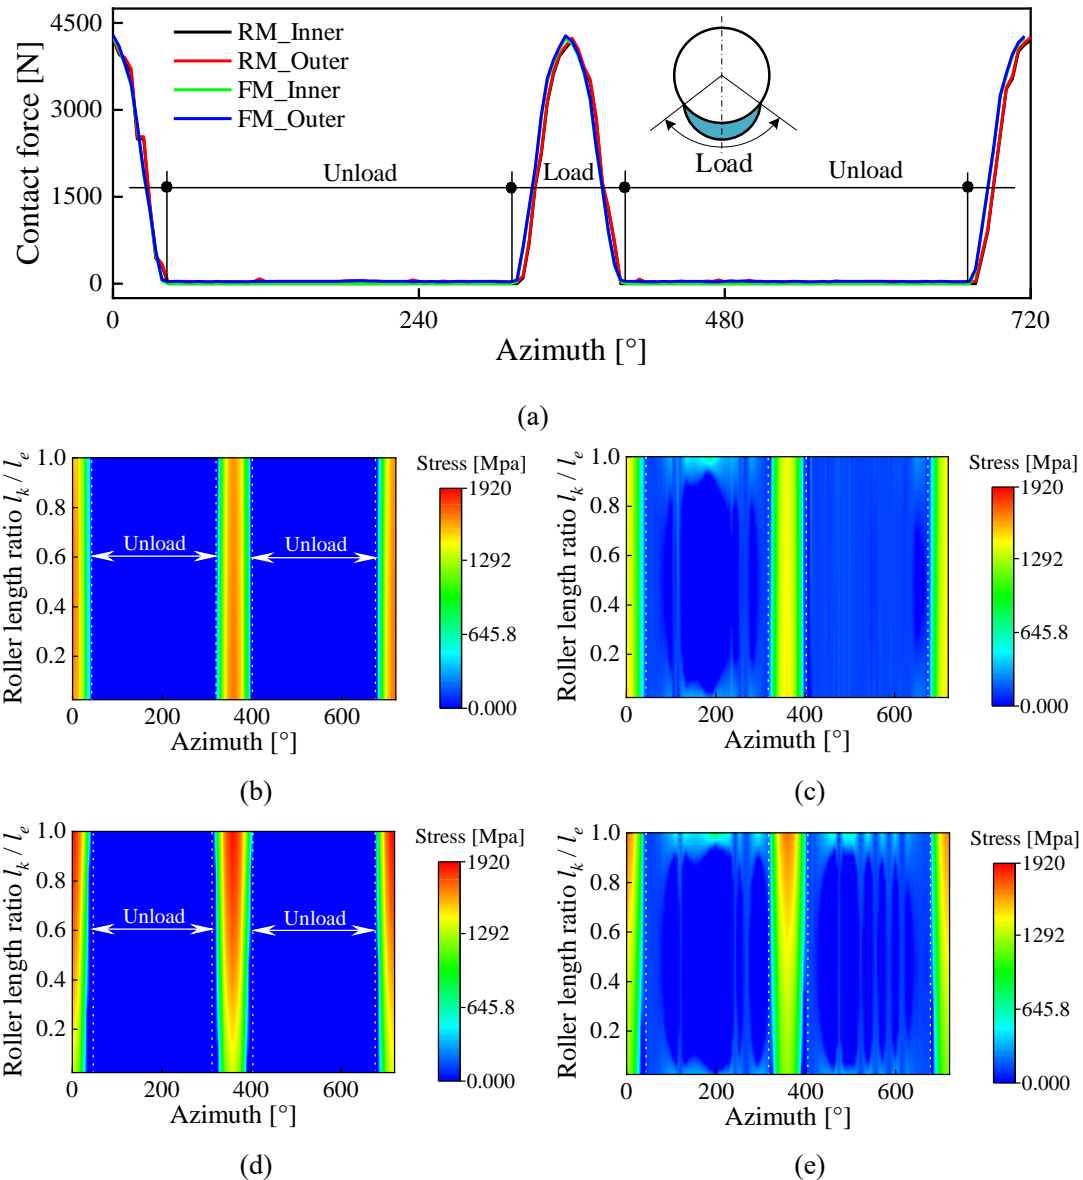 Contact force [N]
4500
3000
1500
0
RM_Inner
RM_Outer
FM_Inner
FM_Outer
Load
Unload
Load
Unload
0
240
480
720
Azimuth [°]
(a)
Roller length ratio l_k / l_e
1.0
0.8
0.6
0.4
0.2
Unload
Unload
0
200
400
600
Azimuth [°]
Stress [Mpa]
1920
1292
645.8
0.000
(b)
Roller length ratio l_k / l_e
1.0
0.8
0.6
0.4
0.2
0
200
400
600
Azimuth [°]
Stress [Mpa]
1920
1292
645.8
0.000
(c)
Roller length ratio l_k / l_e
1.0
0.8
0.6
0.4
0.2
Unload
Unload
0
200
400
600
Azimuth [°]
Stress [Mpa]
1920
1292
645.8
0.000
(d)
Roller length ratio l_k / l_e
1.0
0.8
0.6
0.4
0.2
0
200
400
600
Azimuth [°]
Stress [Mpa]
1920
1292
645.8
0.000
(e)